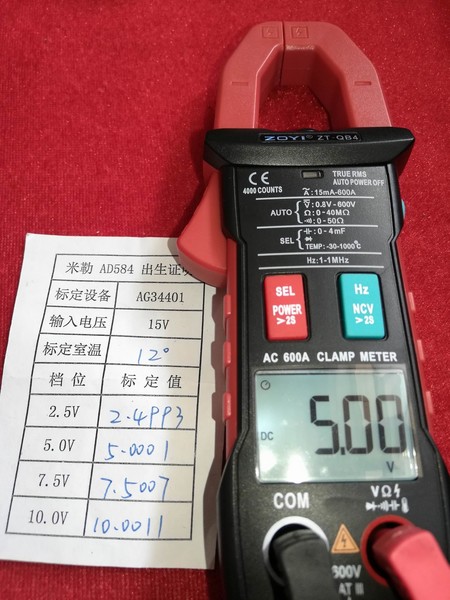 米勒 AD584 出生证
标定设备 AG34401
输入电压 15V
标定室温 12°
档 位 标 定 值
2.5V 2.4993
5.0V 5.0001
7.5V 7.5007
10.0V 10.0011
ZOYI ZT-QB4
CE
4000 COUNTS
TRUE RMS
AUTO POWER OFF
Ã:15mA-600A
AUTO
:0.8V-600V
Ω:0-40MΩ
:0-50Ω
SEL
:0-4mF
TEMP:-30-1000℃
Hz:1-1MHz
SEL
POWER
>2S
Hz
NCV
>2S
AC 600A CLAMP METER
DC
5.00
V
COM
VΩ
300V
AT III